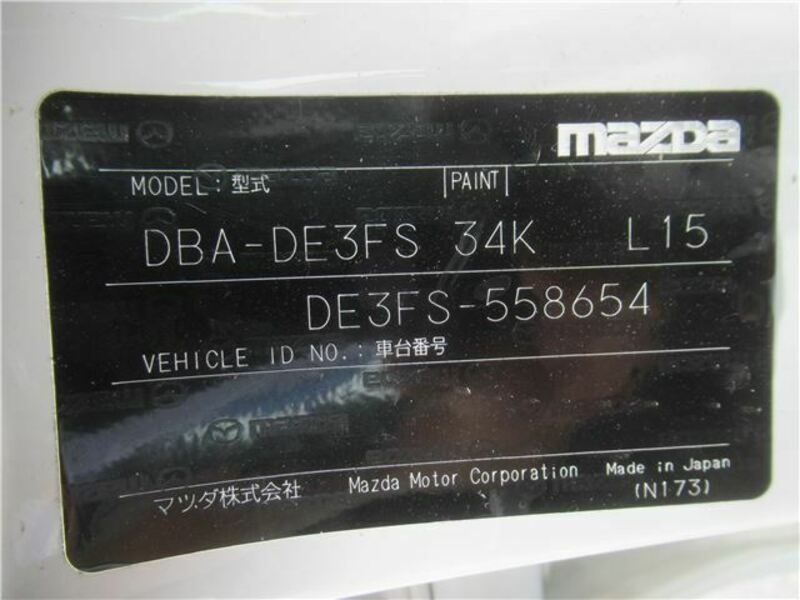 mazda
MODEL:型式 PAINT
DBA-DE3FS 34K L15
DE3FS-558654
VEHICLE ID NO.:車台番号
マツダ株式会社 Mazda Motor Corporation Made in Japan
(N173)